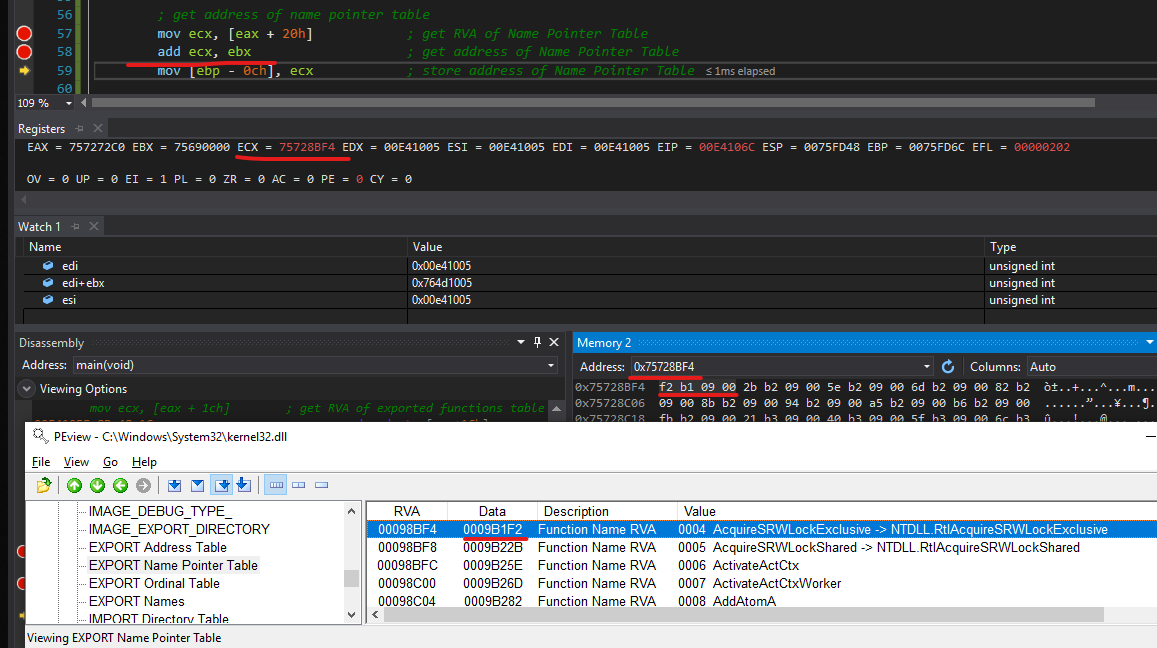 56 ; get address of name pointer table
57 mov ecx, [eax + 20h] ; get RVA of Name Pointer Table
58 add ecx, ebx ; get address of Name Pointer Table
59 mov [ebp - 0ch], ecx ; store address of Name Pointer Table ≤ 1ms elapsed
60
109 %
Registers
EAX = 757272C0 EBX = 75690000 ECX = 75728BF4 EDX = 00E41005 ESI = 00E41005 EDI = 00E41005 EIP = 00E4106C ESP = 0075FD48 EBP = 0075FD6C EFL = 00000202
OV = 0 UP = 0 EI = 1 PL = 0 ZR = 0 AC = 0 PE = 0 CY = 0
Watch 1
Name Value Type
edi 0x00e41005 unsigned int
edi+ebx 0x764d1005 unsigned int
esi 0x00e41005 unsigned int
Disassembly
Address: main(void)
Viewing Options
mov ecx, [eax + 1ch] ; get RVA of exported functions table
Memory 2
Address: 0x75728BF4 Columns: Auto
0x75728BF4 f2 b1 09 00 2b b2 09 00 5e b2 09 00 6d b2 09 00 82 b2 òt..+...^...m...
0x75728C06 09 00 8b b2 09 00 94 b2 09 00 a5 b2 09 00 b6 b2 09 00 ......”...¥...¶.
0x75728C18 fb b2 09 00 21 b3 09 00 40 b3 09 00 5f b3 09 00 6c b3
PEview - C:\Windows\System32\kernel32.dll
File View Go Help
IMAGE_DEBUG_TYPE_
IMAGE_EXPORT_DIRECTORY
EXPORT Address Table
EXPORT Name Pointer Table
EXPORT Ordinal Table
EXPORT Names
IMPORT Directory Table
RVA Data Description Value
00098BF4 0009B1F2 Function Name RVA 0004 AcquireSRWLockExclusive -> NTDLL.RtlAcquireSRWLockExclusive
00098BF8 0009B22B Function Name RVA 0005 AcquireSRWLockShared -> NTDLL.RtlAcquireSRWLockShared
00098BFC 0009B25E Function Name RVA 0006 ActivateActCtx
00098C00 0009B26D Function Name RVA 0007 ActivateActCtxWorker
00098C04 0009B282 Function Name RVA 0008 AddAtomA
Viewing EXPORT Name Pointer Table